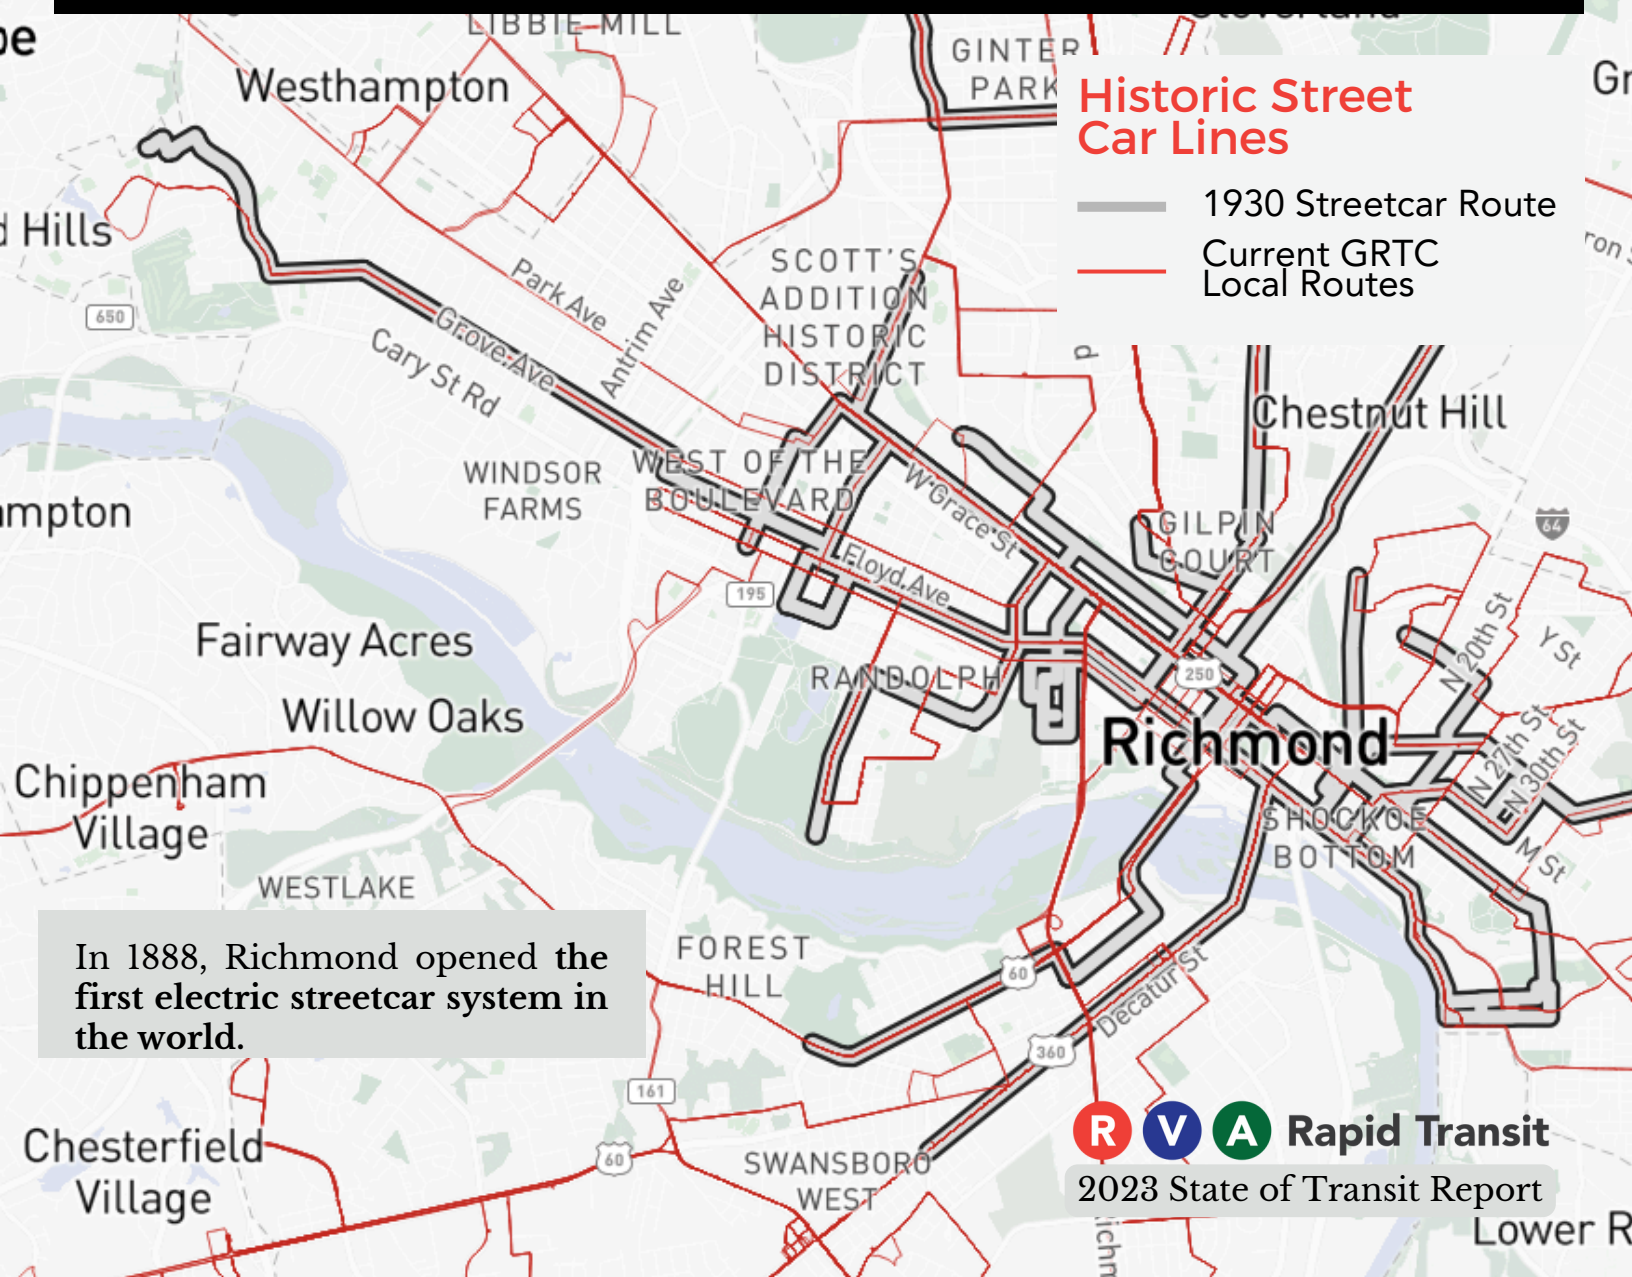 LIBBIE MILL
Westhampton
GINTER
PARK
Historic Street
Car Lines
1930 Streetcar Route
Current GRTC
Local Routes
Hills
650
Park Ave
Antrim Ave
Grove Ave
Cary St Rd
SCOTT'S
ADDITION
HISTORIC
DISTRICT
Chestnut Hill
WINDSOR
FARMS
WEST OF THE
BOULEVARD
W Grace St
GILPIN
COURT
64
195
Floyd Ave
N 20th St
Y St
Fairway Acres
Willow Oaks
RANDOLPH
250
Richmond
N 27th St
N 30th St
Chippenham
Village
SHOCKOE
BOTTOM
M St
WESTLAKE
In 1888, Richmond opened the
first electric streetcar system in
the world.
FOREST
HILL
60
Decatur St
360
161
60
Chesterfield
Village
SWANSBORO
WEST
R V A Rapid Transit
2023 State of Transit Report
Lower R